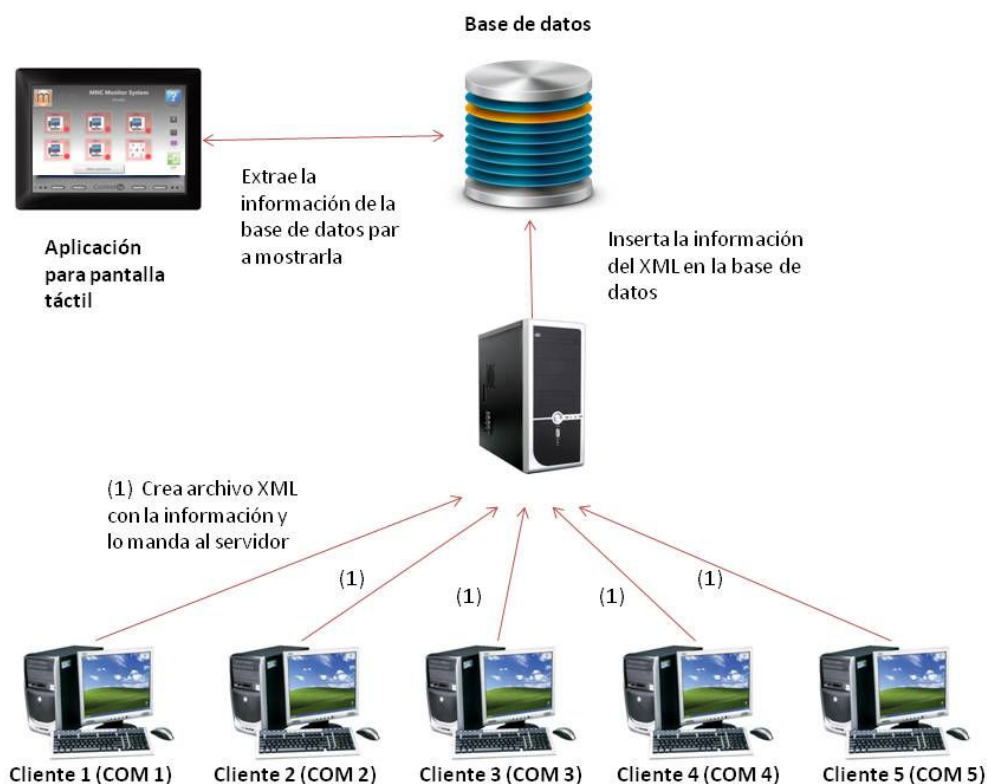 Base de datos
MNC Monitor System
?
Extrae la
información de la
base de datos par
a mostrarla
Aplicación
para pantalla
táctil
Inserta la información
del XML en la base de
datos
(1) Crea archivo XML
con la información y
lo manda al servidor
(1)
(1)
(1)
(1)
Cliente 1 (COM 1)
Cliente 2 (COM 2)
Cliente 3 (COM 3)
Cliente 4 (COM 4)
Cliente 5 (COM 5)